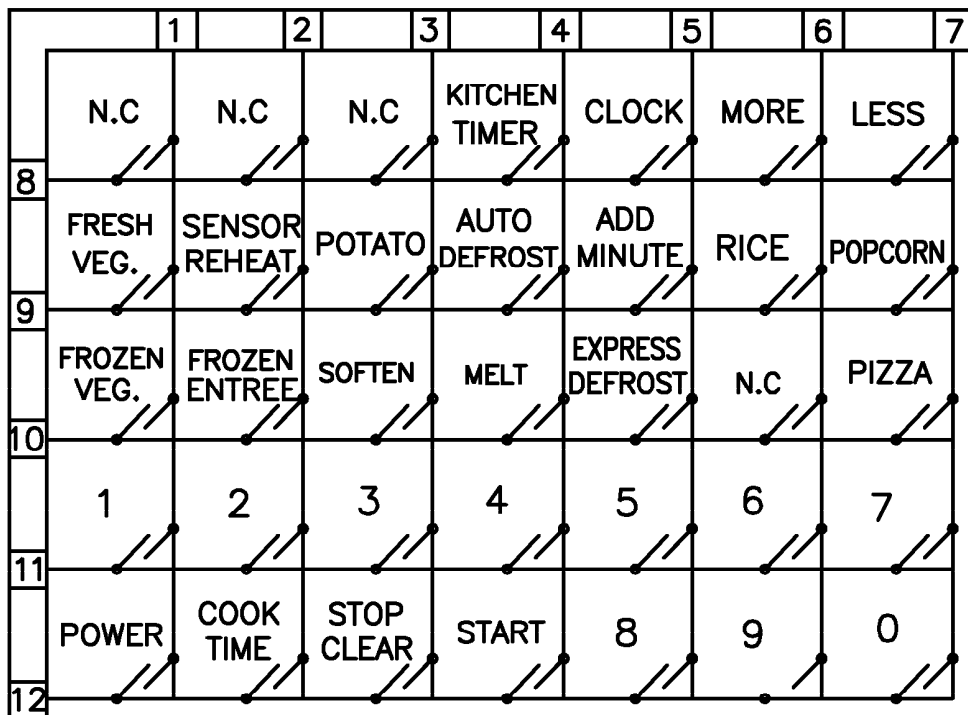 1 2 3 4 5 6 7
N.C N.C N.C KITCHEN TIMER CLOCK MORE LESS
8
FRESH VEG. SENSOR REHEAT POTATO AUTO DEFROST ADD MINUTE RICE POPCORN
9
FROZEN VEG. FROZEN ENTREE SOFTEN MELT EXPRESS DEFROST N.C PIZZA
10
1 2 3 4 5 6 7
11
POWER COOK TIME STOP CLEAR START 8 9 0
12